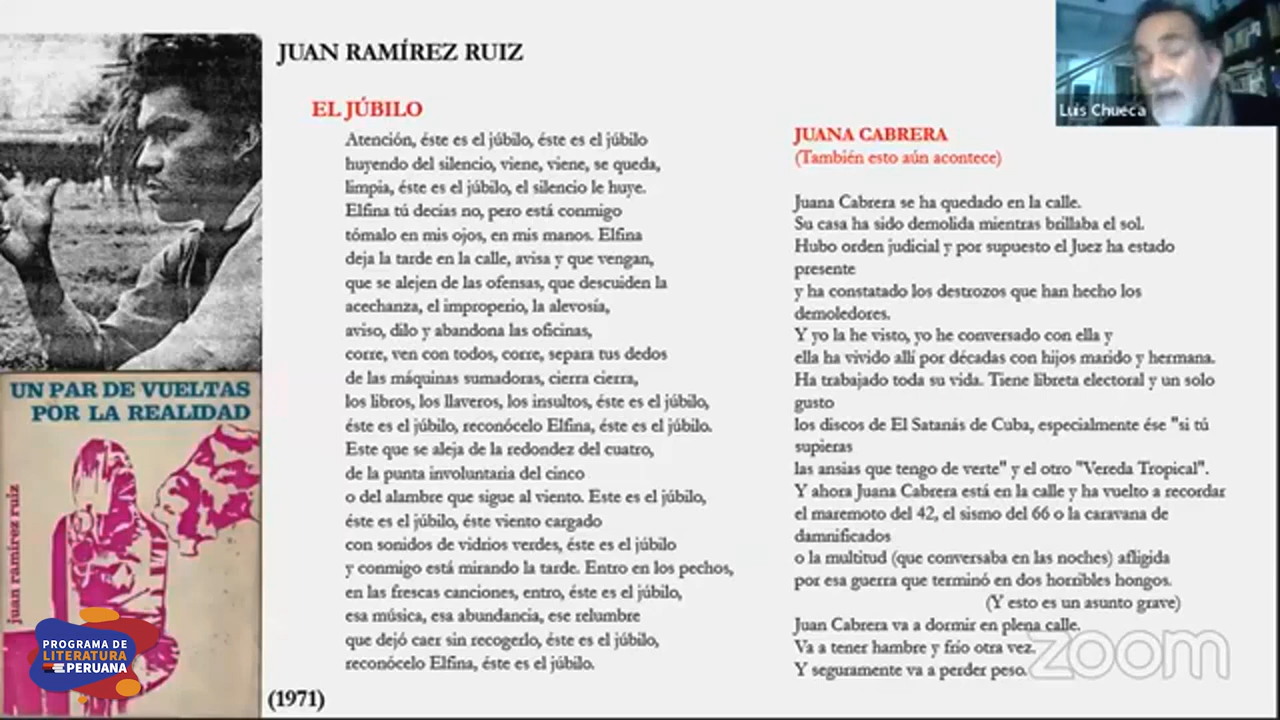 JUAN RAMÍREZ RUIZ
EL JÚBILO
Atención, éste es el júbilo, éste es el júbilo
huyendo del silencio, viene, viene, se queda,
limpia, éste es el júbilo, el silencio le huye.
Elfina tú decías no, pero está conmigo
tómalo en mis ojos, en mis manos. Elfina
deja la tarde en la calle, avisa y que vengan,
que se alejen de las ofensas, que descuiden la
acechanza, el improperio, la alevosía,
aviso, dilo y abandona las oficinas,
corre, ven con todos, corre, separa tus dedos
de las máquinas sumadoras, cierra cierra,
los libros, los llaveros, los insultos, éste es el júbilo,
éste es el júbilo, reconócelo Elfina, éste es el júbilo.
Este que se aleja de la redondez del cuatro,
de la punta involuntaria del cinco
o del alambre que sigue al viento. Este es el júbilo,
éste es el júbilo, éste viento cargado
con sonidos de vidrios verdes, éste es el júbilo
y conmigo está mirando la tarde. Entro en los pechos,
en las frescas canciones, entro, éste es el júbilo,
esa música, esa abundancia, ese relumbre
que dejó caer sin recogerlo, éste es el júbilo,
reconócelo Elfina, éste es el júbilo.
(1971)
JUANA CABRERA
(También esto aún acontece)
Juana Cabrera se ha quedado en la calle.
Su casa ha sido demolida mientras brillaba el sol.
Hubo orden judicial y por supuesto el Juez ha estado
presente
y ha constatado los destrozos que han hecho los
demoledores.
Y yo la he visto, yo he conversado con ella y
ella ha vivido allí por décadas con hijos marido y hermana.
Ha trabajado toda su vida. Tiene libreta electoral y un solo
gusto
los discos de El Satanás de Cuba, especialmente ése "si tú
supieras
las ansias que tengo de verte" y el otro "Vereda Tropical".
Y ahora Juana Cabrera está en la calle y ha vuelto a recordar
el maremoto del 42, el sismo del 66 o la caravana de
damnificados
o la multitud (que conversaba en las noches) afligida
por esa guerra que terminó en dos horribles hongos.
(Y esto es un asunto grave)
Juan Cabrera va a dormir en plena calle.
Va a tener hambre y frío otra vez.
Y seguramente va a perder peso.
Luis Chueca
UN PAR DE VUELTAS
POR LA REALIDAD
juan ramírez ruiz
PROGRAMA DE
LITERATURA
PERUANA
zoom